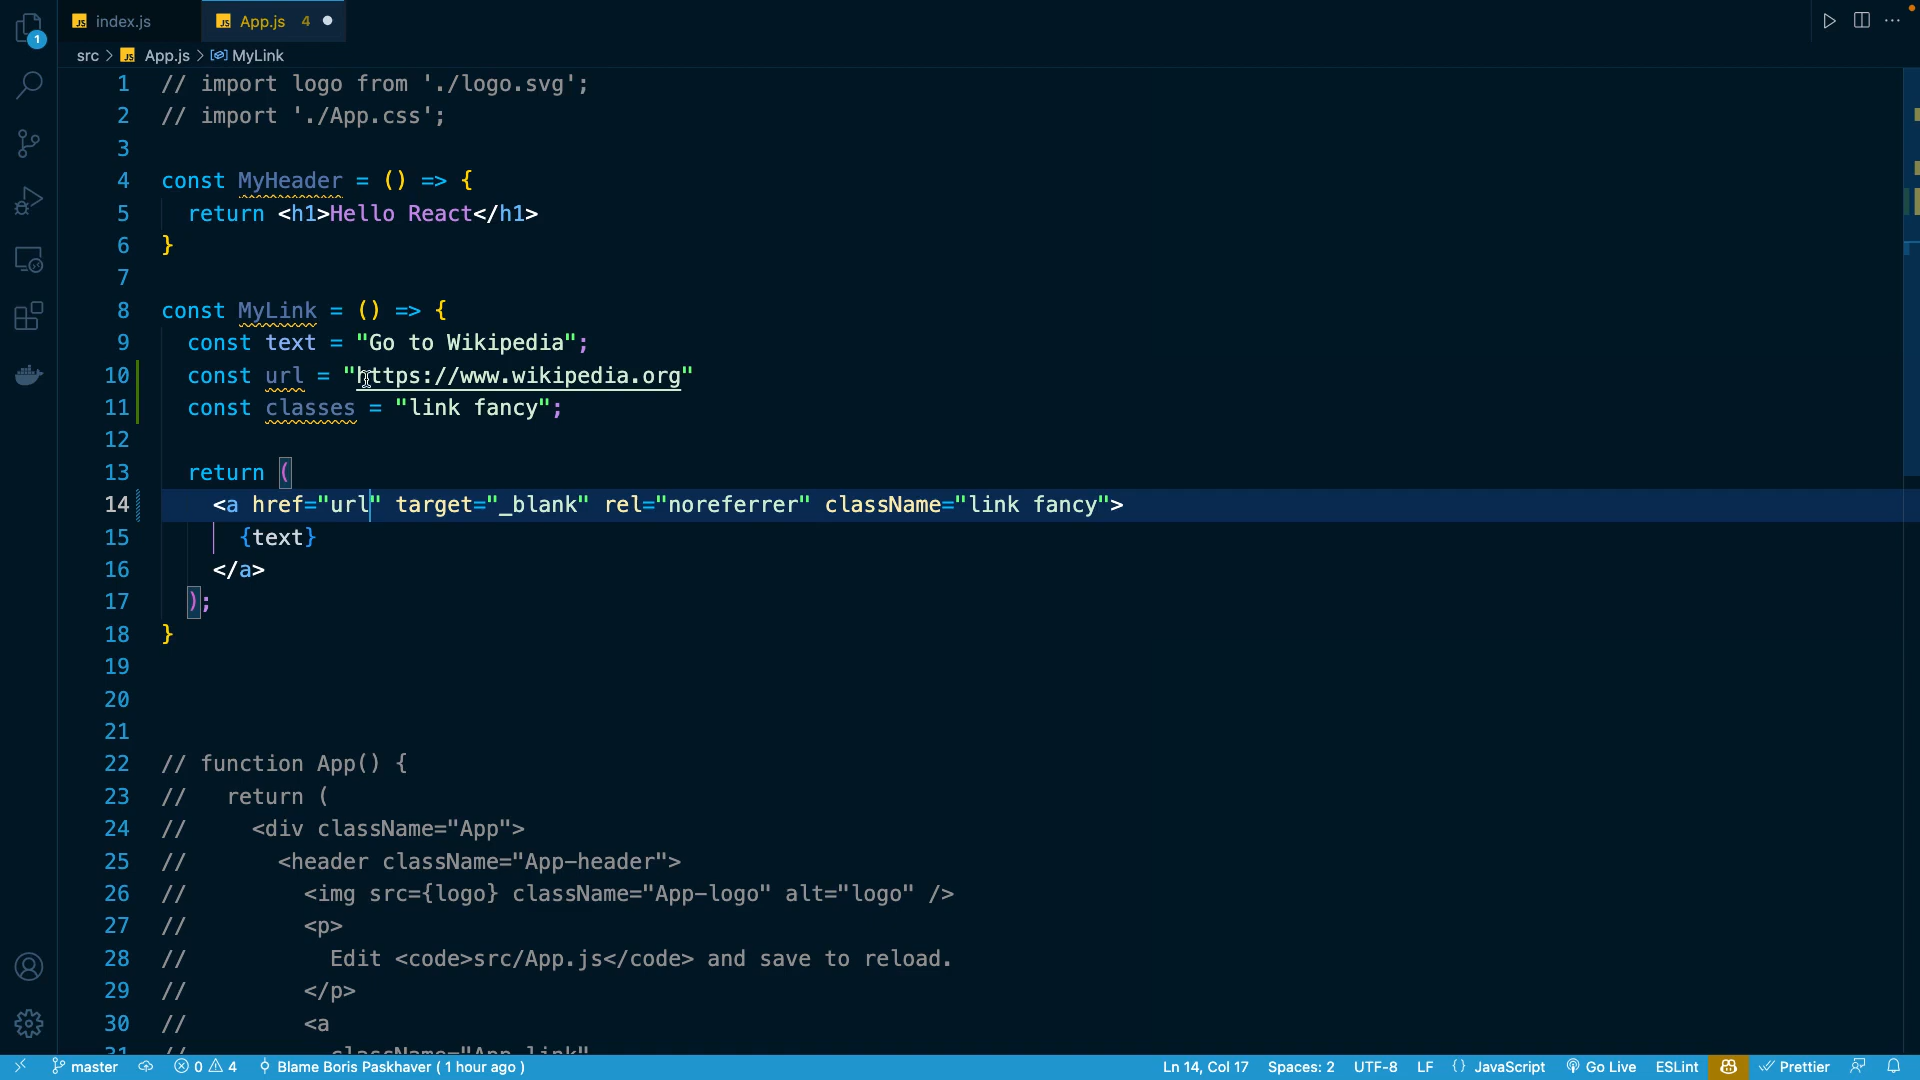 index.js App.js 4
src > App.js > MyLink
1 // import logo from './logo.svg';
2 // import './App.css';
3
4 const MyHeader = () => {
5 return <h1>Hello React</h1>
6 }
7
8 const MyLink = () => {
9 const text = "Go to Wikipedia";
10 const url = "https://www.wikipedia.org"
11 const classes = "link fancy";
12
13 return (
14 <a href="url" target="_blank" rel="noreferrer" className="link fancy">
15 {text}
16 </a>
17 );
18 }
19
20
21
22 // function App() {
23 // return (
24 // <div className="App">
25 // <header className="App-header">
26 // <img src={logo} className="App-logo" alt="logo" />
27 // <p>
28 // Edit <code>src/App.js</code> and save to reload.
29 // </p>
30 // <a
31 // className="App-link"
1
master 0 4 Blame Boris Paskhaver ( 1 hour ago ) Ln 14, Col 17 Spaces: 2 UTF-8 LF {} JavaScript Go Live ESLint Prettier